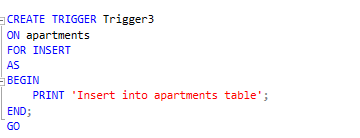 CREATE TRIGGER Trigger3
ON apartments
FOR INSERT
AS
BEGIN
    PRINT 'Insert into apartments table';
END;
GO